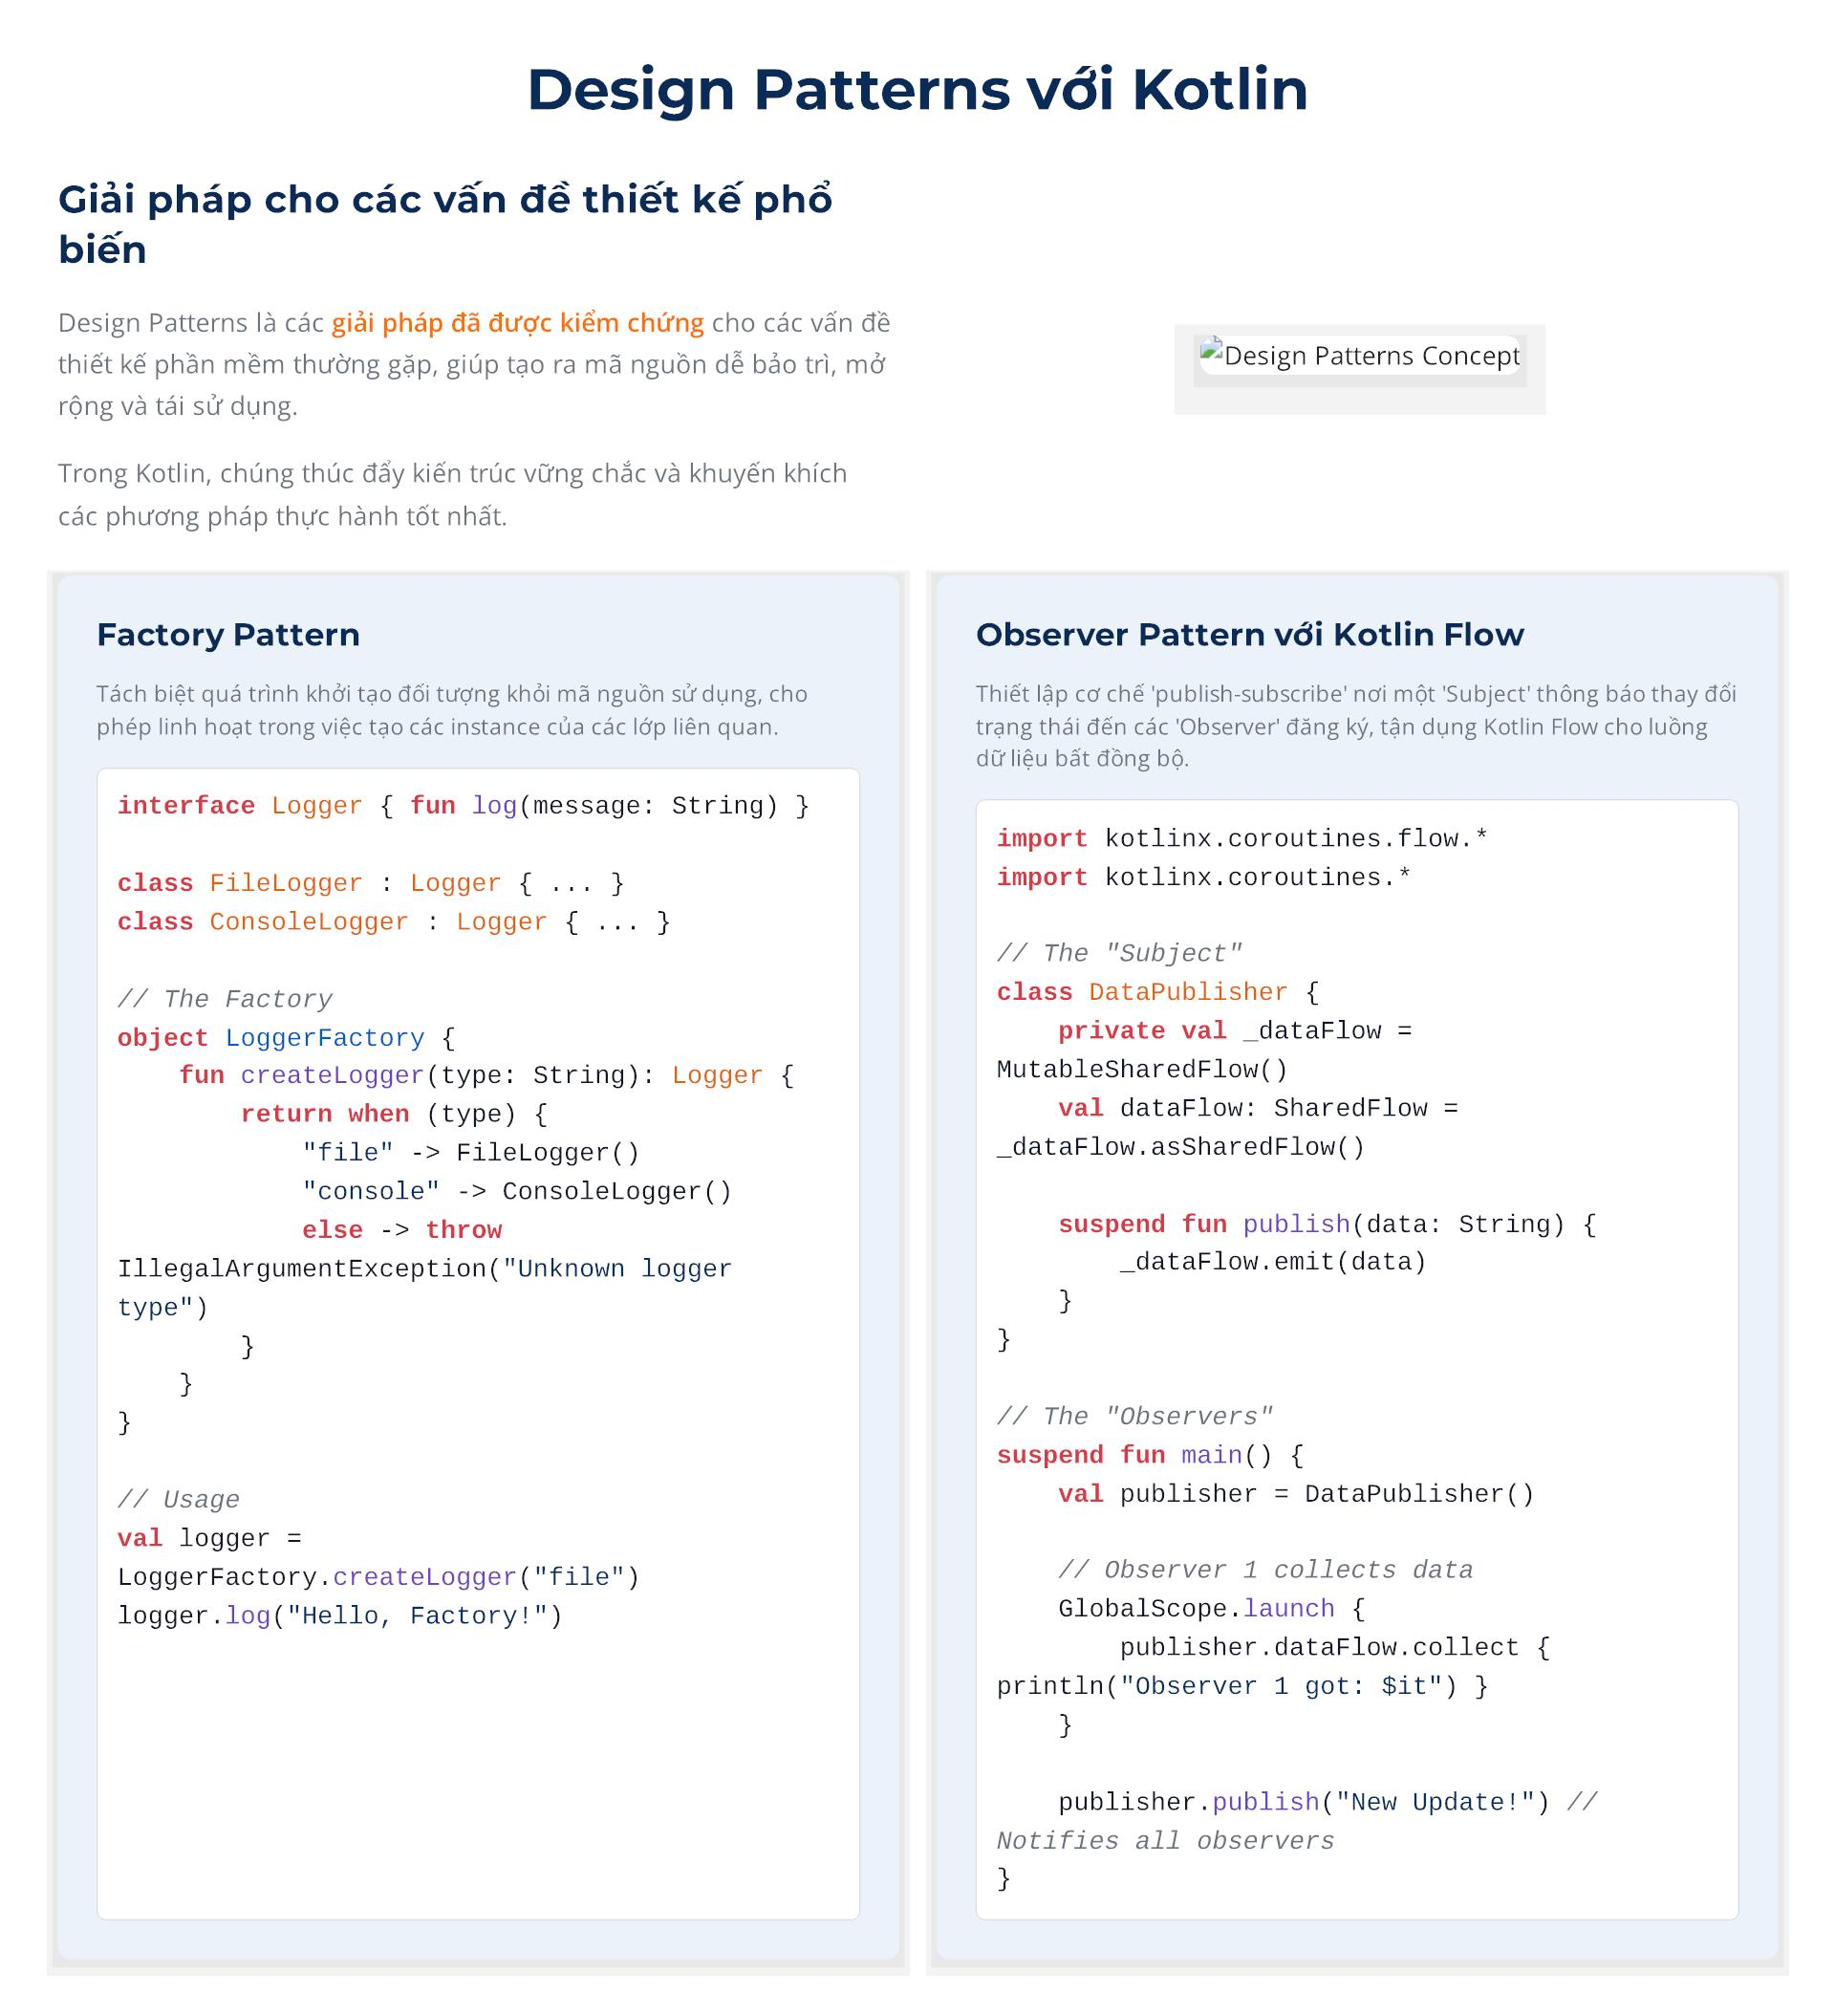 Design Patterns với Kotlin
Giải pháp cho các vấn đề thiết kế phổ
biến
Design Patterns là các giải pháp đã được kiểm chứng cho các vấn đề
thiết kế phần mềm thường gặp, giúp tạo ra mã nguồn dễ bảo trì, mở
rộng và tái sử dụng.
Trong Kotlin, chúng thúc đẩy kiến trúc vững chắc và khuyến khích
các phương pháp thực hành tốt nhất.
Design Patterns Concept
Factory Pattern
Tách biệt quá trình khởi tạo đối tượng khỏi mã nguồn sử dụng, cho
phép linh hoạt trong việc tạo các instance của các lớp liên quan.
interface Logger { fun log(message: String) }
class FileLogger : Logger { ... }
class ConsoleLogger : Logger { ... }
// The Factory
object LoggerFactory {
    fun createLogger(type: String): Logger {
        return when (type) {
            "file" -> FileLogger()
            "console" -> ConsoleLogger()
            else -> throw
IllegalArgumentException("Unknown logger
type")
        }
    }
}
// Usage
val logger =
LoggerFactory.createLogger("file")
logger.log("Hello, Factory!")
Observer Pattern với Kotlin Flow
Thiết lập cơ chế 'publish-subscribe' nơi một 'Subject' thông báo thay đổi
trạng thái đến các 'Observer' đăng ký, tận dụng Kotlin Flow cho luồng
dữ liệu bất đồng bộ.
import kotlinx.coroutines.flow.*
import kotlinx.coroutines.*
// The "Subject"
class DataPublisher {
    private val _dataFlow =
MutableSharedFlow()
    val dataFlow: SharedFlow =
_dataFlow.asSharedFlow()
    suspend fun publish(data: String) {
        _dataFlow.emit(data)
    }
}
// The "Observers"
suspend fun main() {
    val publisher = DataPublisher()
    // Observer 1 collects data
    GlobalScope.launch {
        publisher.dataFlow.collect {
println("Observer 1 got: $it") }
    }
    publisher.publish("New Update!") //
Notifies all observers
}